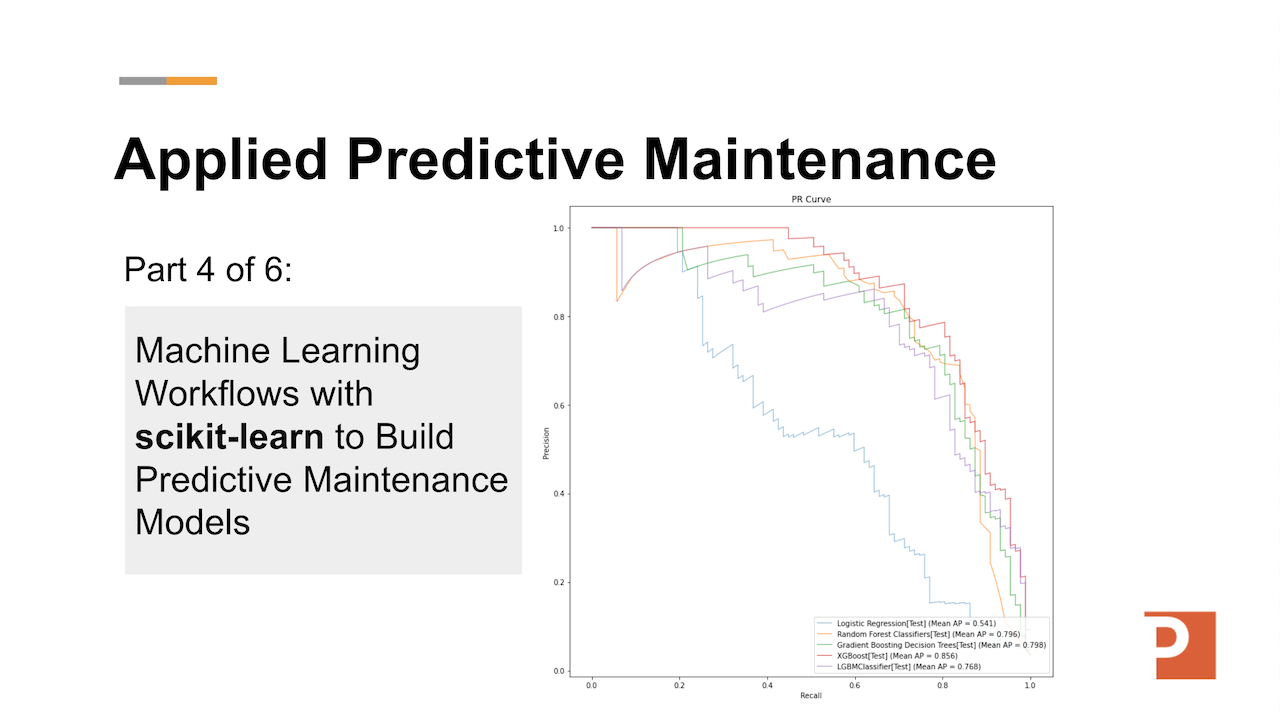 Applied Predictive Maintenance
Part 4 of 6:
Machine Learning
Workflows with
scikit-learn to Build
Predictive Maintenance
Models
PR Curve
1.0
0.8
0.6
0.4
0.2
0.0
Precision
0.0 0.2 0.4 0.6 0.8 1.0
Recall
Logistic Regression[Test] (Mean AP = 0.541)
Random Forest Classifiers[Test] (Mean AP = 0.796)
Gradient Boosting Decision Trees[Test] (Mean AP = 0.798)
XGBoost[Test] (Mean AP = 0.856)
LGBMClassifier[Test] (Mean AP = 0.768)
P